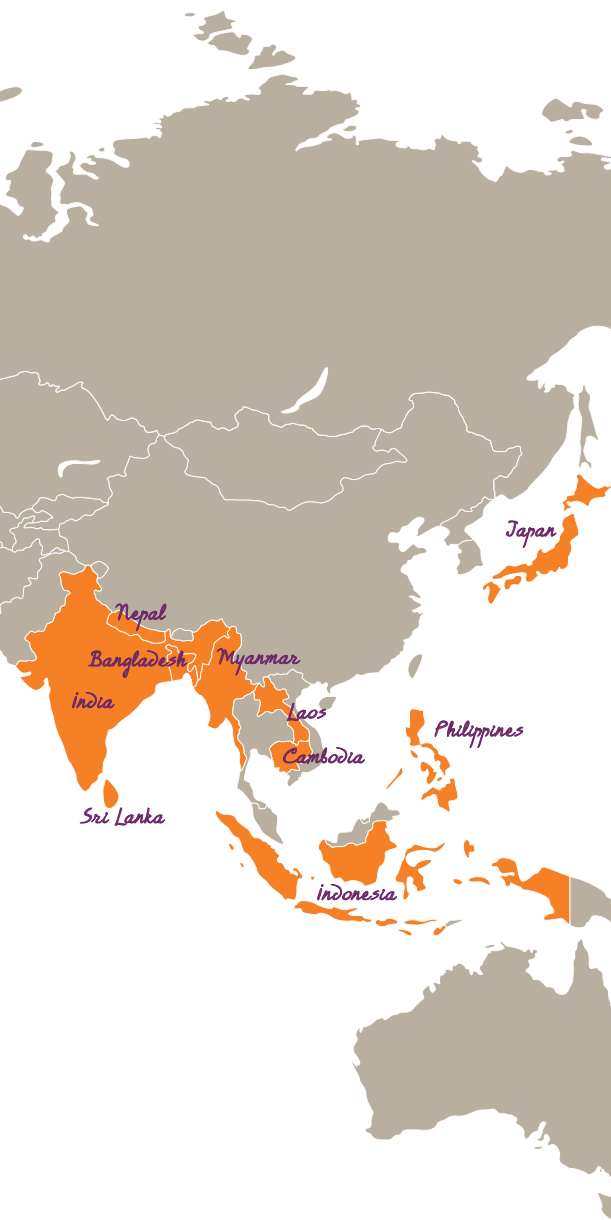 Japan
Nepal
Bangladesh
Myanmar
India
Laos
Philippines
Cambodia
Sri Lanka
Indonesia